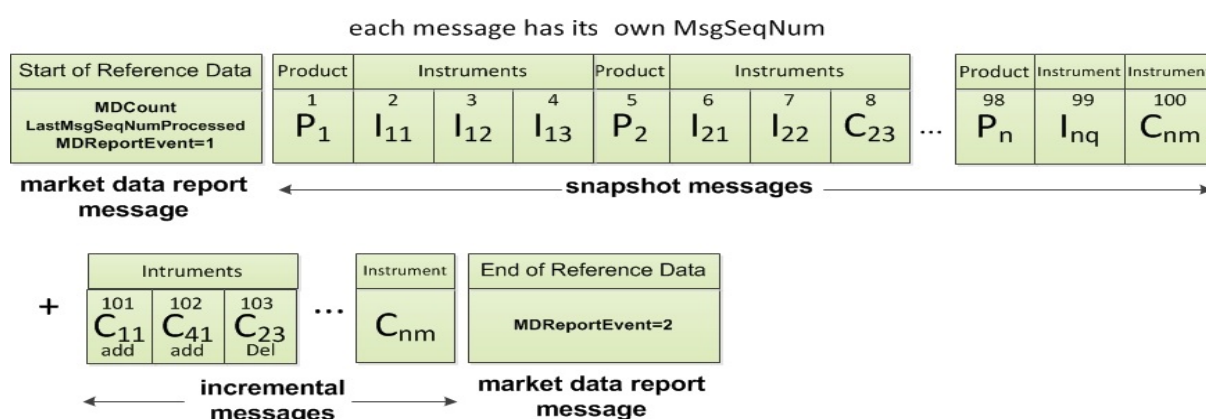 each message has its own MsgSeqNum
Start of Reference Data
MDCount
LastMsgSeqNumProcessed
MDReportEvent=1
Product Instruments Product Instruments Product Instrument Instrumen
1 2 3 4 5 6 7 8 98 99 100
P1 I11 I12 I13 P2 I21 I22 C23 ... Pn Inq Cnm
market data report
message
snapshot messages
+
Intruments
101 102 103
C11 C41 C23
add add Del
...
Instrument
Cnm
End of Reference Data
MDReportEvent=2
incremental
messages
market data report
message